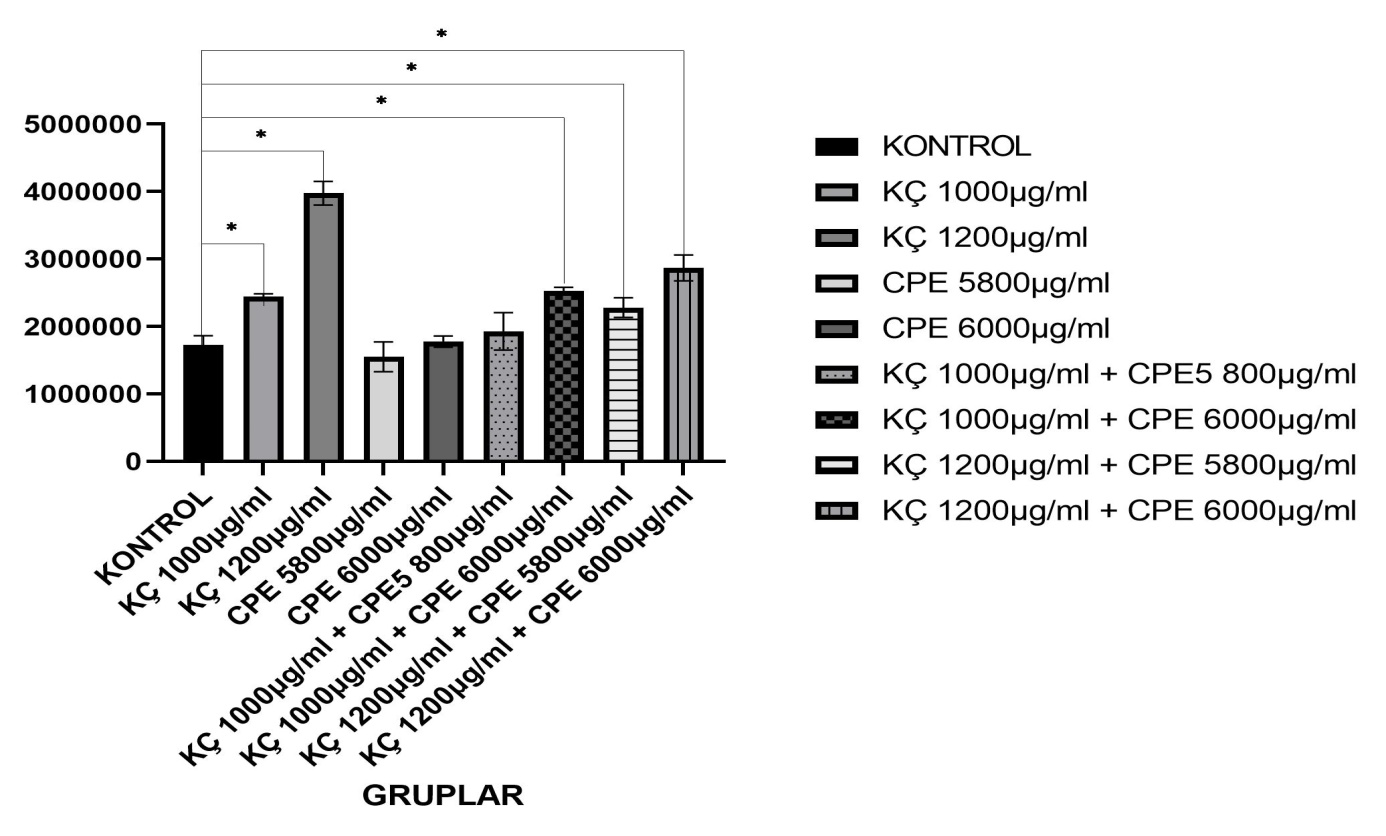 *
*
*
*
*
5000000
4000000
3000000
2000000
1000000
0
KONTROL
KÇ 1000µg/ml
KÇ 1200µg/ml
CPE 5800µg/ml
CPE 6000µg/ml
KÇ 1000µg/ml + CPE5 800µg/ml
KÇ 1000µg/ml + CPE 6000µg/ml
KÇ 1200µg/ml + CPE 5800µg/ml
KÇ 1200µg/ml + CPE 6000µg/ml
GRUPLAR
KONTROL
KÇ 1000µg/ml
KÇ 1200µg/ml
CPE 5800µg/ml
CPE 6000µg/ml
KÇ 1000µg/ml + CPE5 800µg/ml
KÇ 1000µg/ml + CPE 6000µg/ml
KÇ 1200µg/ml + CPE 5800µg/ml
KÇ 1200µg/ml + CPE 6000µg/ml